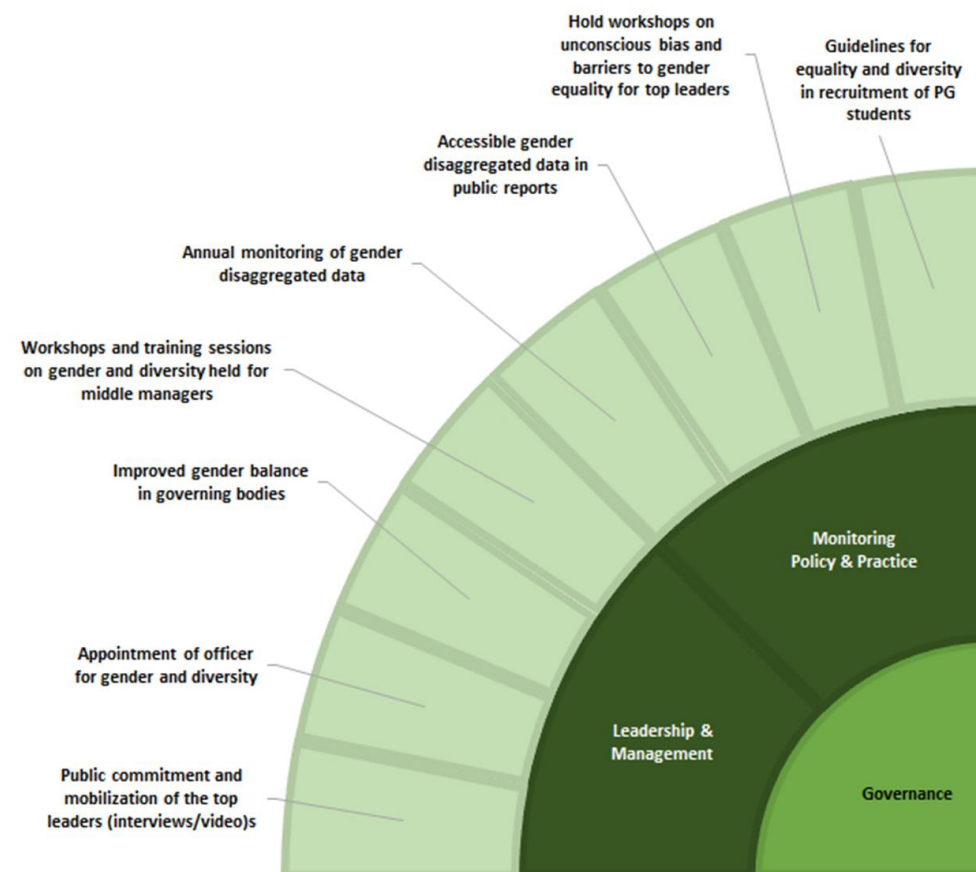 Hold workshops on
unconscious bias and
barriers to gender
equality for top leaders
Guidelines for
equality and diversity
in recruitment of PG
students
Accessible gender
disaggregated data in
public reports
Annual monitoring of gender
disaggregated data
Workshops and training sessions
on gender and diversity held for
middle managers
Improved gender balance
in governing bodies
Appointment of officer
for gender and diversity
Public commitment and
mobilization of the top
leaders (interviews/video)s
Monitoring
Policy & Practice
Leadership &
Management
Governance